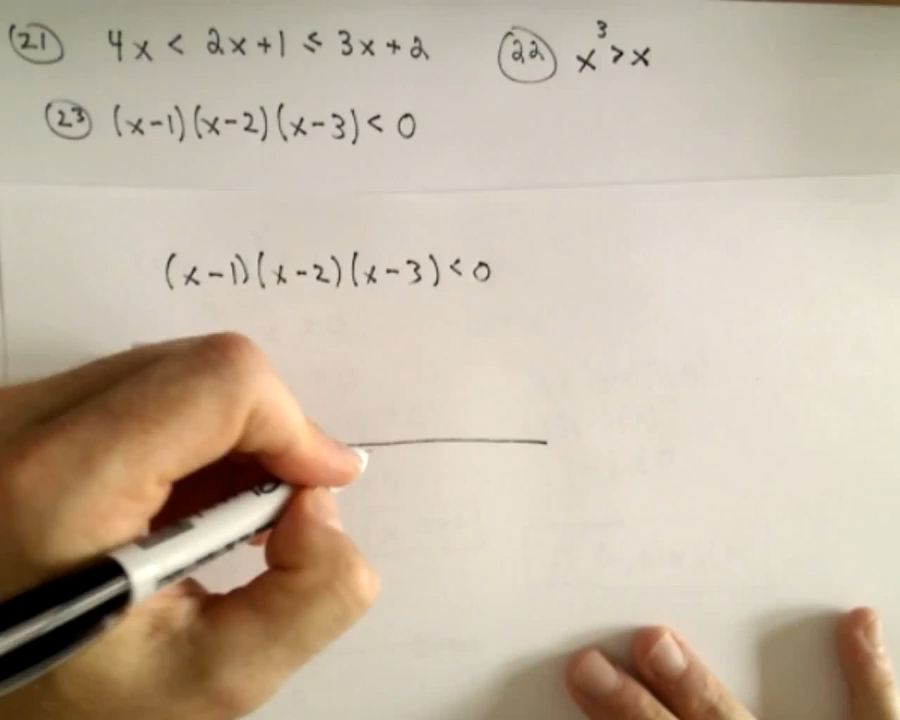 (21) 4x < 2x+1 ≤ 3x+2 (22) x³ > x
(23) (x-1)(x-2)(x-3) < 0
(x-1)(x-2)(x-3) < 0